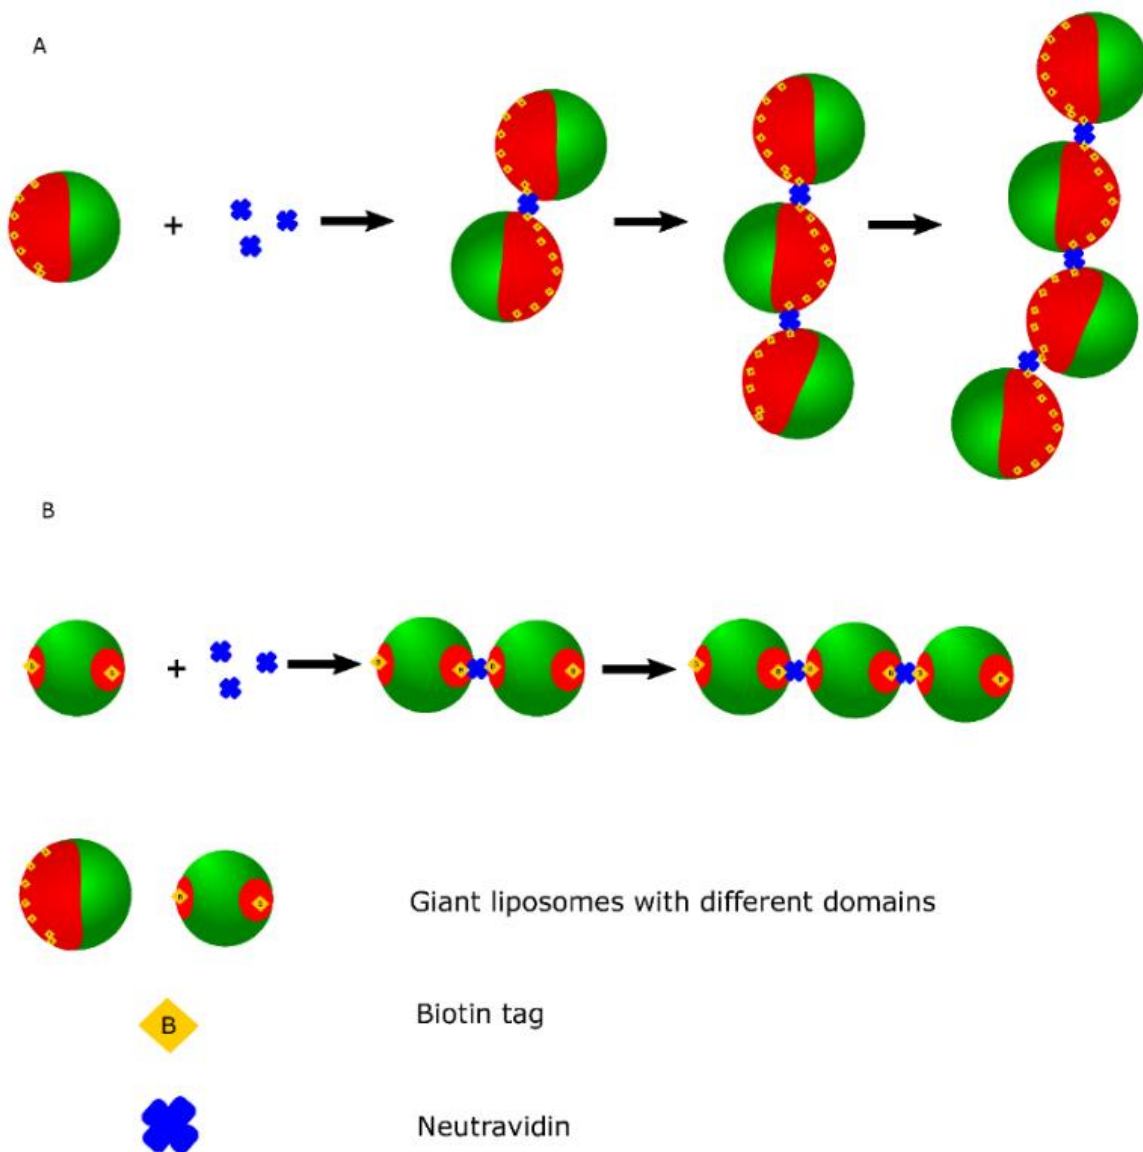 A
+
B
+
Giant liposomes with different domains
B
Biotin tag
Neutravidin